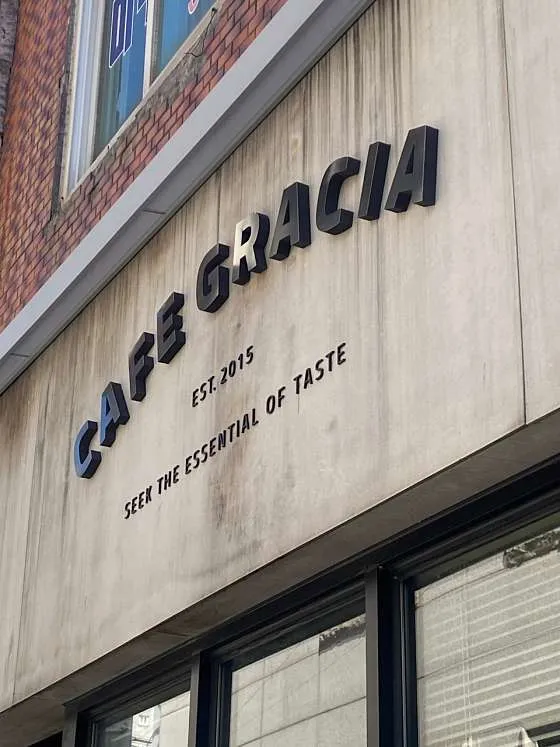 CAFE GRACIA
EST. 2015
SEEK THE ESSENTIAL OF TASTE